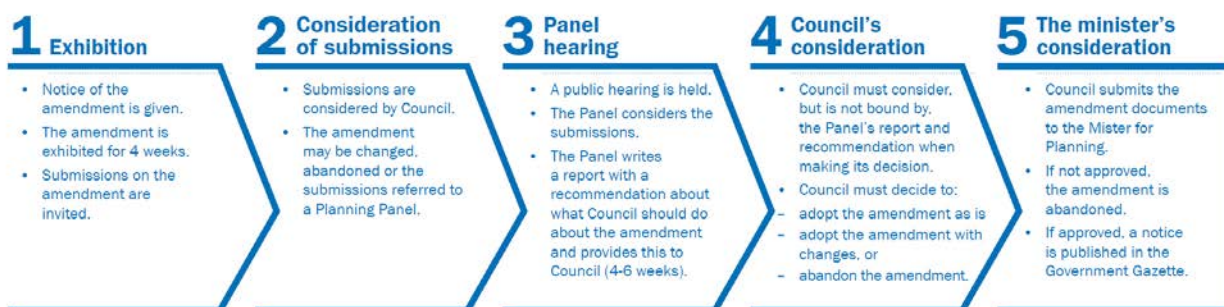 1 Exhibition
• Notice of the
amendment is given.
• The amendment is
exhibited for 4 weeks.
• Submissions on the
amendment are
invited.
2 Consideration
of submissions
• Submissions are
considered by Council.
• The amendment
may be changed,
abandoned or the
submissions referred to
a Planning Panel.
3 Panel
hearing
• A public hearing is held.
• The Panel considers the
submissions.
• The Panel writes
a report with a
recommendation about
what Council should do
about the amendment
and provides this to
Council (4-6 weeks).
4 Council's
consideration
• Council must consider,
but is not bound by,
the Panel's report and
recommendation when
making its decision.
• Council must decide to:
– adopt the amendment as is
– adopt the amendment with
changes, or
– abandon the amendment.
5 The minister's
consideration
• Council submits the
amendment documents
to the Mister for
Planning.
• If not approved,
the amendment is
abandoned.
• If approved, a notice
is published in the
Government Gazette.